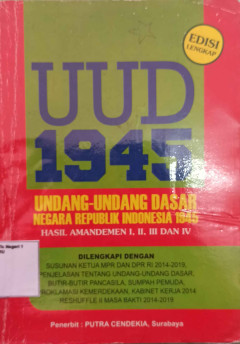 EDISI
LENGKAP
UUD
1945
UNDANG-UNDANG DASAR
NEGARA REPUBLIK INDONESIA 1945
HASIL AMANDEMEN I, II, III DAN IV
DILENGKAPI DENGAN
SUSUNAN KETUA MPR DAN DPR RI 2014-2019,
PENJELASAN TENTANG UNDANG-UNDANG DASAR,
BUTIR-BUTIR PANCASILA, SUMPAH PEMUDA,
PROKLAMASI KEMERDEKAAN, KABINET KERJA 2014
RESHUFFLE II MASA BAKTI 2014-2019
Penerbit : PUTRA CENDEKIA, Surabaya